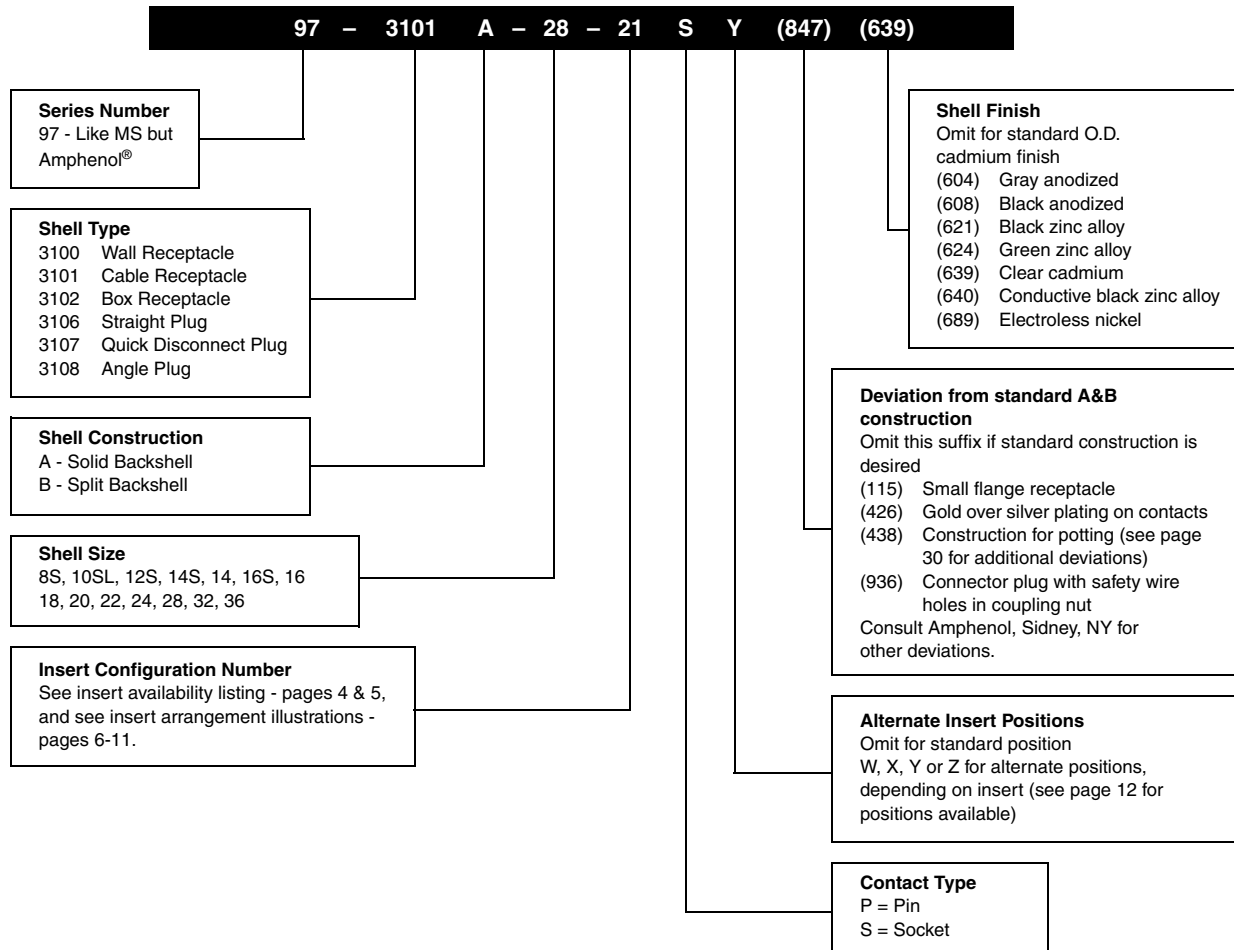 97 – 3101 A – 28 – 21 S Y (847) (639)
Series Number
97 - Like MS but
Amphenol®
Shell Type
3100 Wall Receptacle
3101 Cable Receptacle
3102 Box Receptacle
3106 Straight Plug
3107 Quick Disconnect Plug
3108 Angle Plug
Shell Construction
A - Solid Backshell
B - Split Backshell
Shell Size
8S, 10SL, 12S, 14S, 14, 16S, 16
18, 20, 22, 24, 28, 32, 36
Insert Configuration Number
See insert availability listing - pages 4 & 5,
and see insert arrangement illustrations -
pages 6-11.
Shell Finish
Omit for standard O.D.
cadmium finish
(604) Gray anodized
(608) Black anodized
(621) Black zinc alloy
(624) Green zinc alloy
(639) Clear cadmium
(640) Conductive black zinc alloy
(689) Electroless nickel
Deviation from standard A&B
construction
Omit this suffix if standard construction is
desired
(115) Small flange receptacle
(426) Gold over silver plating on contacts
(438) Construction for potting (see page
30 for additional deviations)
(936) Connector plug with safety wire
holes in coupling nut
Consult Amphenol, Sidney, NY for
other deviations.
Alternate Insert Positions
Omit for standard position
W, X, Y or Z for alternate positions,
depending on insert (see page 12 for
positions available)
Contact Type
P = Pin
S = Socket